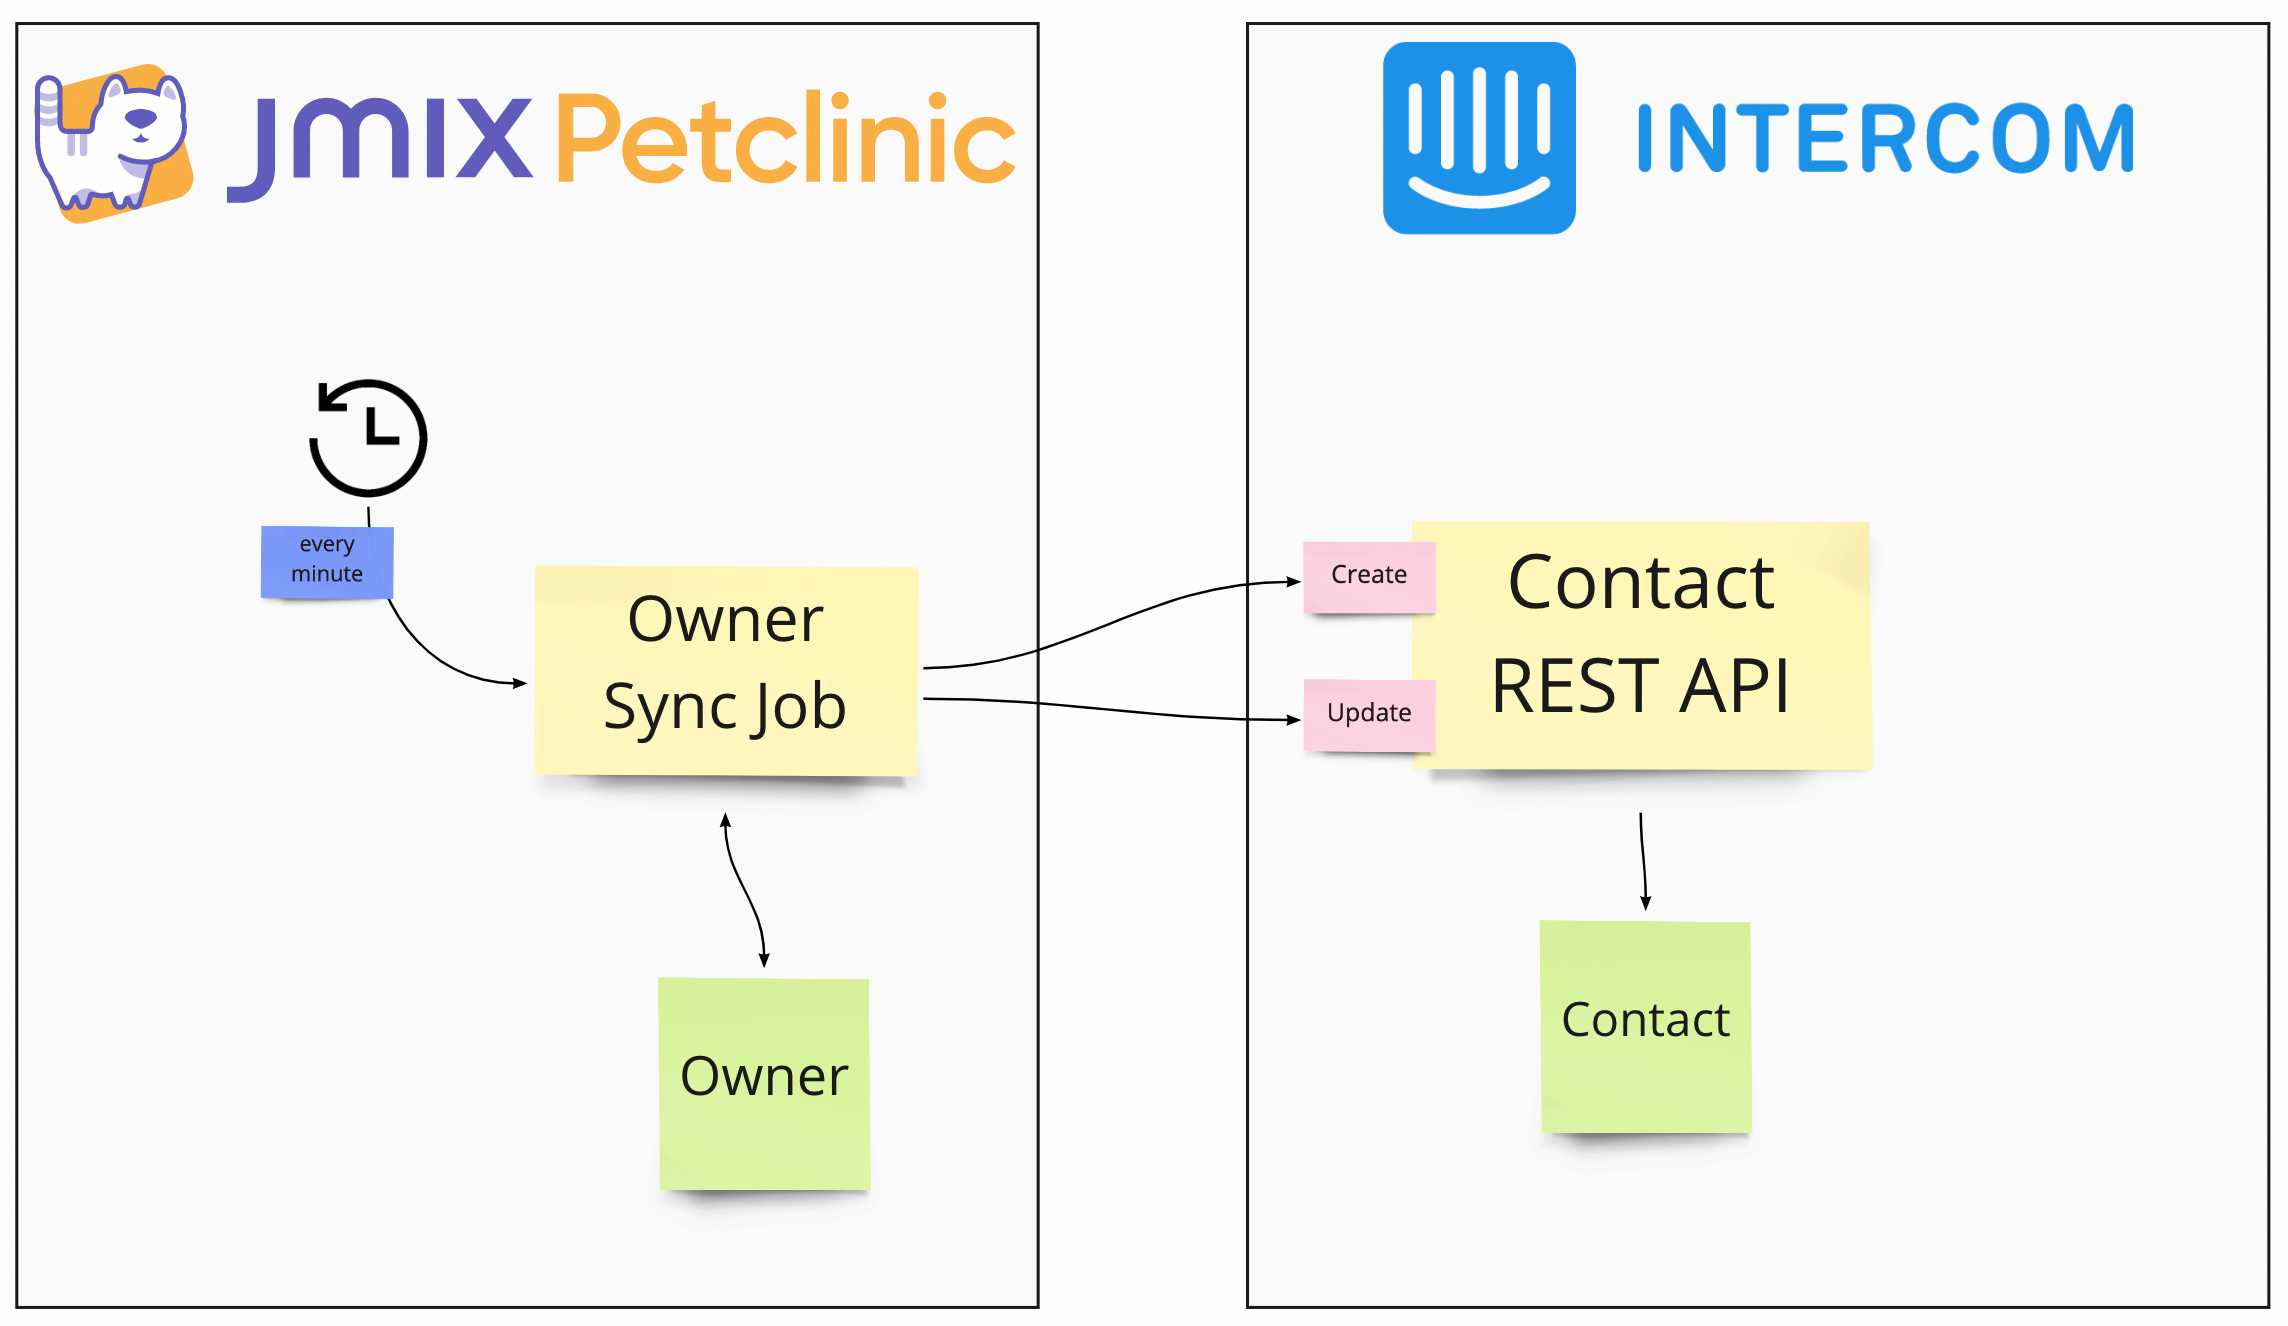 Jmix Petclinic
INTERCOM
every
minute
Owner
Sync Job
Create
Update
Contact
REST API
Owner
Contact